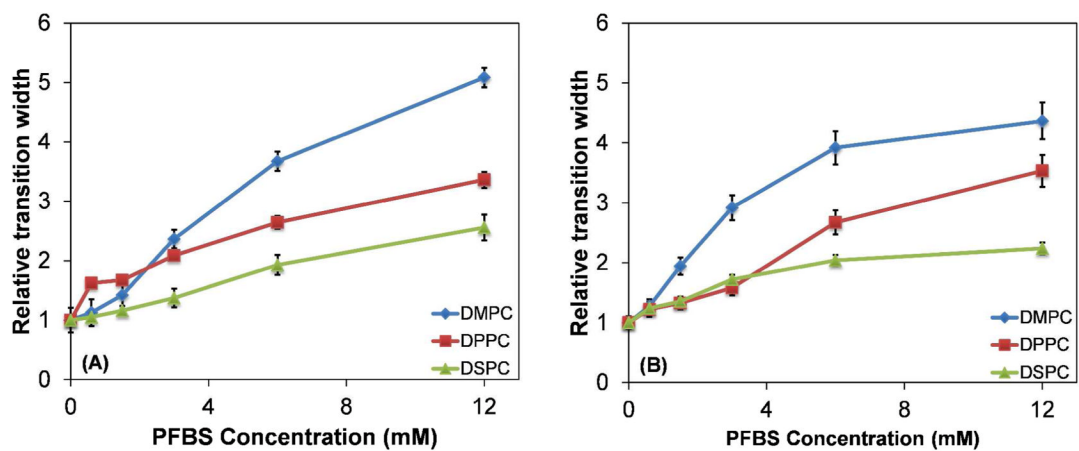 6
5
4
3
2
1
0
Relative transition width
(A)
DMPC
DPPC
DSPC
0
4
8
12
PFBS Concentration (mM)
6
5
4
3
2
1
0
Relative transition width
(B)
DMPC
DPPC
DSPC
0
4
8
12
PFBS Concentration (mM)